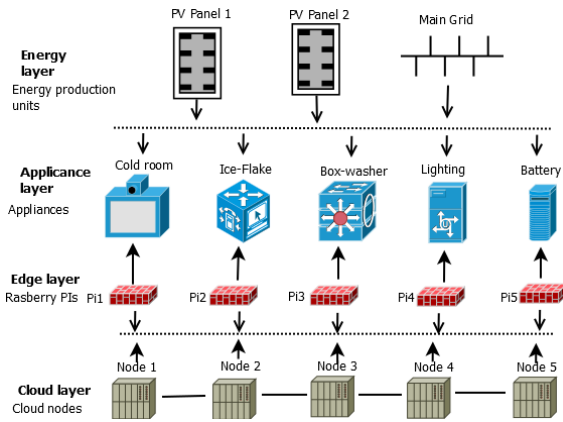 PV Panel 1
PV Panel 2
Main Grid
Energy layer
Energy production units
Cold room
Ice-Flake
Box-washer
Lighting
Battery
Applicance layer
Appliances
Edge layer
Rasberry PIs
Pi1
Pi2
Pi3
Pi4
Pi5
Node 1
Node 2
Node 3
Node 4
Node 5
Cloud layer
Cloud nodes